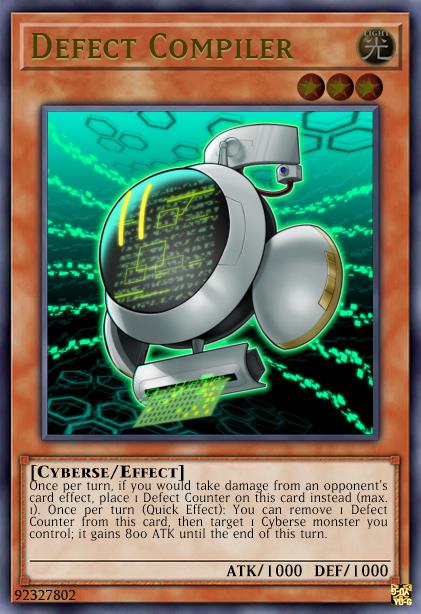 DEFECT COMPILER
LIGHT
光
[CYBERSE/EFFECT]
Once per turn, if you would take damage from an opponent's
card effect, place 1 Defect Counter on this card instead (max.
1). Once per turn (Quick Effect): You can remove 1 Defect
Counter from this card, then target 1 Cyberse monster you
control; it gains 800 ATK until the end of this turn.
ATK/1000 DEF/1000
92327802